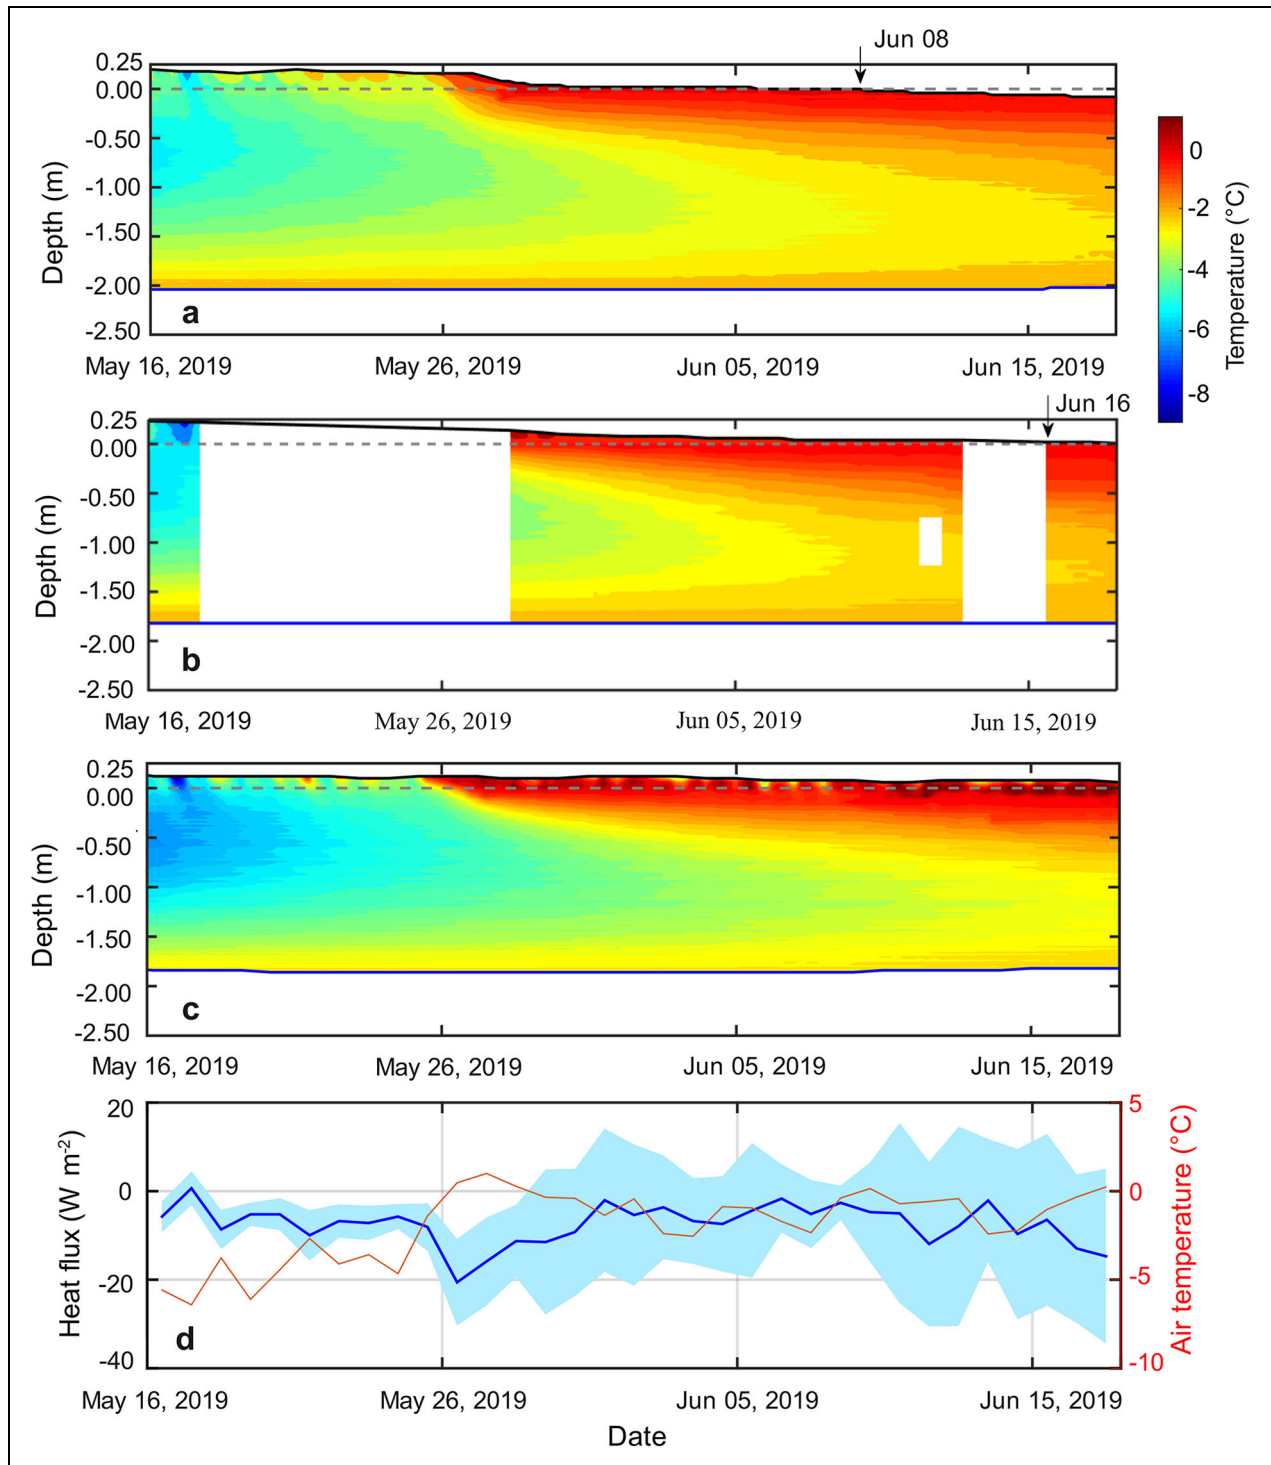 Jun 08
0.25
0.00
-0.50
-1.00
-1.50
-2.00
-2.50
Depth (m)
a
May 16, 2019 May 26, 2019 Jun 05, 2019 Jun 15, 2019
0
-2
-4
-6
-8
Temperature (°C)
Jun 16
0.25
0.00
-0.50
-1.00
-1.50
-2.00
-2.50
Depth (m)
b
May 16, 2019 May 26, 2019 Jun 05, 2019 Jun 15, 2019
0.25
0.00
-0.50
-1.00
-1.50
-2.00
-2.50
Depth (m)
c
May 16, 2019 May 26, 2019 Jun 05, 2019 Jun 15, 2019
20
0
-20
-40
Heat flux (W m⁻²)
d
5
0
-5
-10
Air temperature (°C)
May 16, 2019 May 26, 2019 Jun 05, 2019 Jun 15, 2019
Date